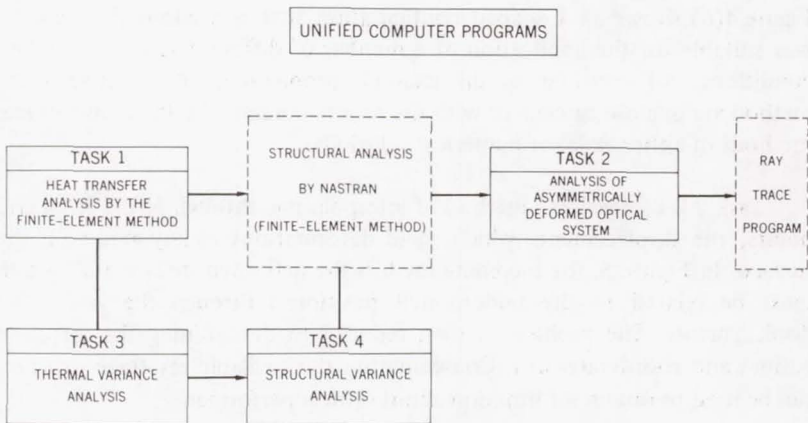 UNIFIED COMPUTER PROGRAMS
TASK 1
HEAT TRANSFER
ANALYSIS BY THE
FINITE-ELEMENT METHOD
STRUCTURAL ANALYSIS
BY NASTRAN
(FINITE-ELEMENT METHOD)
TASK 2
ANALYSIS OF
ASYMMETRICALLY
DEFORMED OPTICAL
SYSTEM
RAY
TRACE
PROGRAM
TASK 3
THERMAL VARIANCE
ANALYSIS
TASK 4
STRUCTURAL VARIANCE
ANALYSIS